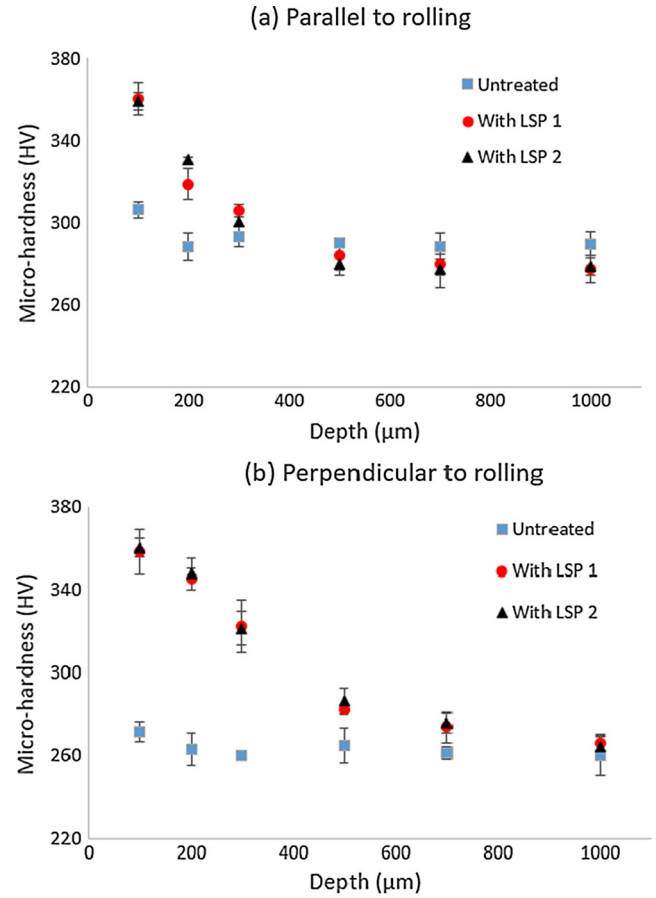 (a) Parallel to rolling
380
340
300
260
220
Micro-hardness (HV)
Untreated
With LSP 1
With LSP 2
0 200 400 600 800 1000
Depth (µm)
(b) Perpendicular to rolling
380
340
300
260
220
Micro-hardness (HV)
Untreated
With LSP 1
With LSP 2
0 200 400 600 800 1000
Depth (µm)